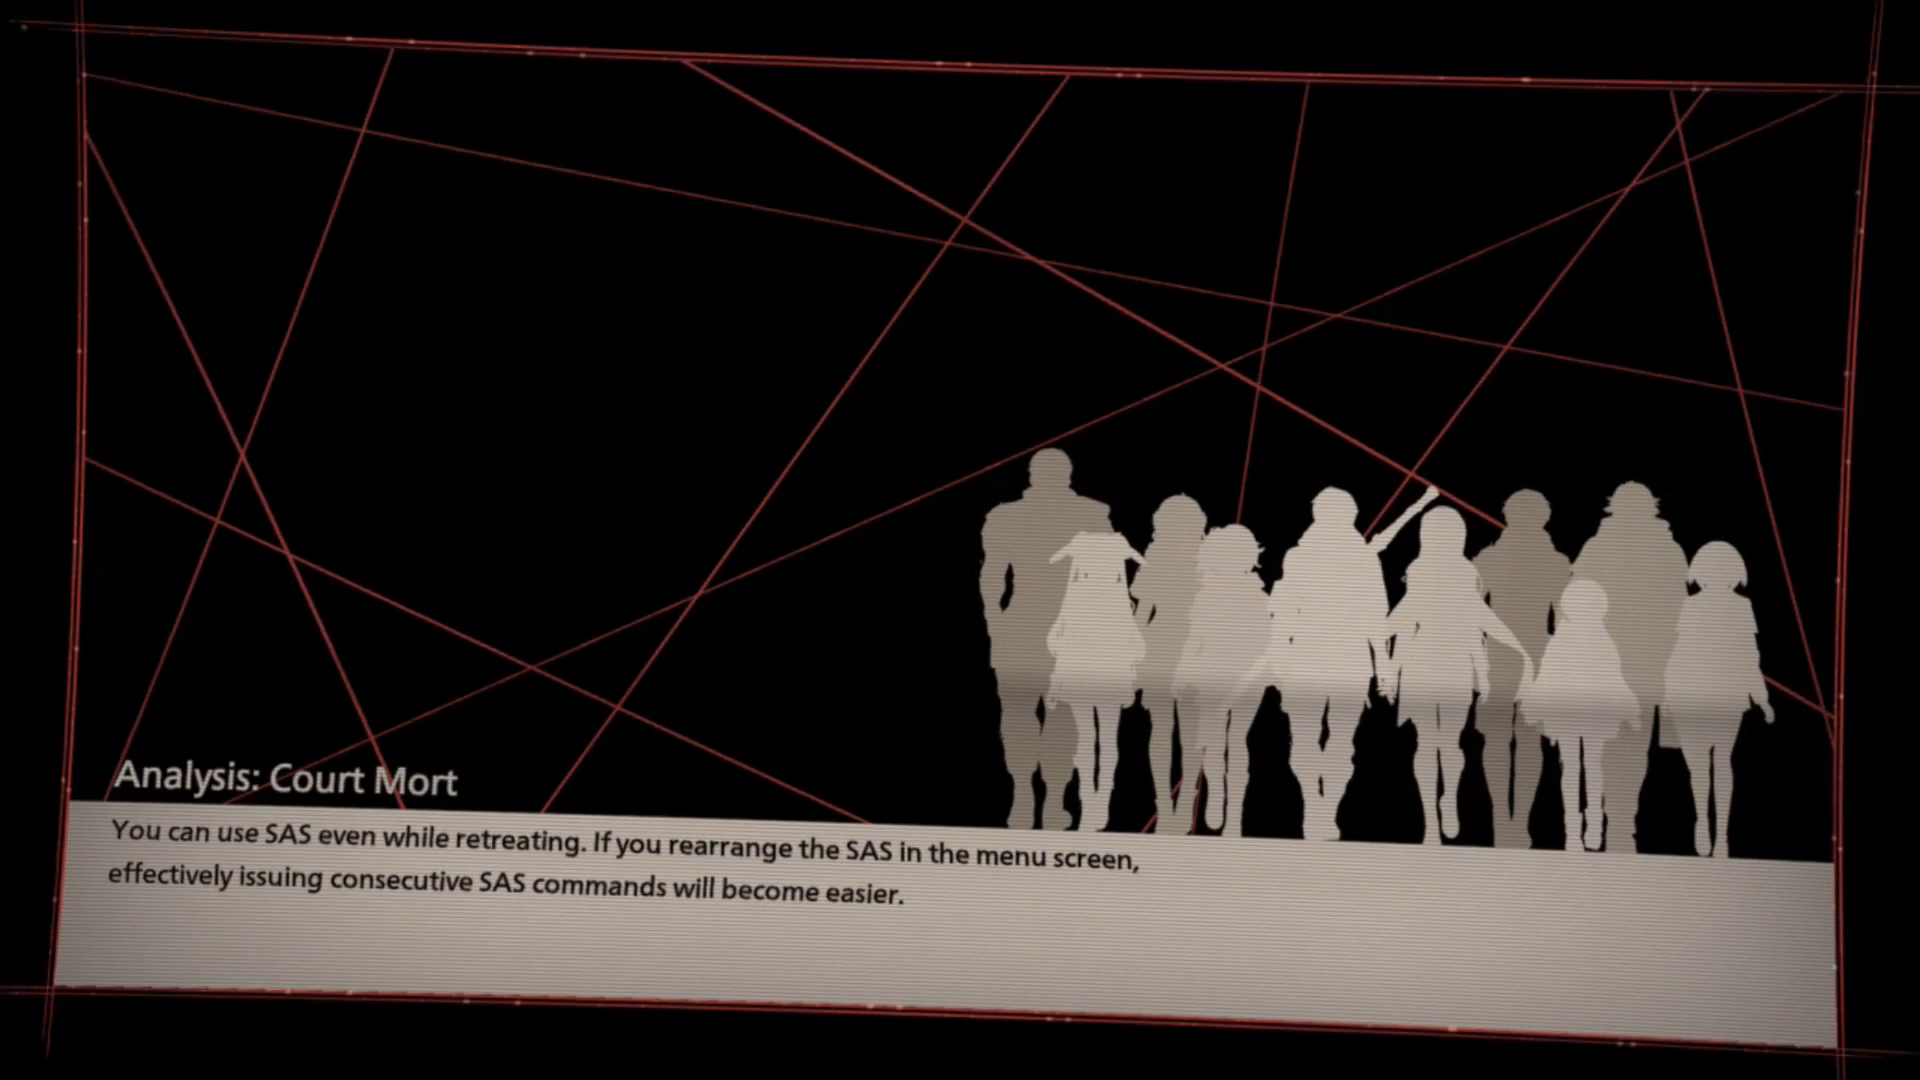 Analysis: Court Mort
You can use SAS even while retreating. If you rearrange the SAS in the menu screen,
effectively issuing consecutive SAS commands will become easier.